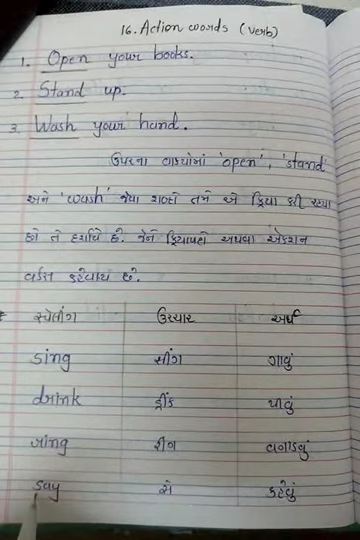 16. Action words (verb)
1. Open your books.
2. Stand up.
3. Wash your hand.
ઉપરના વાક્યોમાં 'open', 'stand'
અને 'wash' જેવા શબ્દો તમે એ ક્રિયા કરી રહ્યા
છો તે દર્શાવે છે. જેને ક્રિયાપદો અથવા એક્શન
વર્ડસ કહેવાય છે.
સ્પેલીંગ ઉચ્ચાર અર્થ
sing સીંગ ગાવું
drink ડ્રીંક પીવું
ring રીંગ વગાડવું
say સે કહેવું